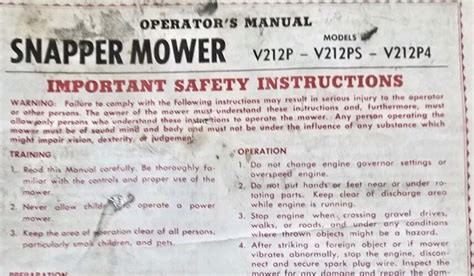 OPERATOR'S MANUAL
SNAPPER MOWER
MODELS
V212P – V212PS – V212P4
IMPORTANT SAFETY INSTRUCTIONS
WARNING: Failure to comply with the following instructions may result in serious injury to the operator
or other persons. The owner of the mower must understand these instructions and, furthermore, must
allow only persons who understand these instructions to operate the mower. Any person operating the
mower must be of sound mind and body and must not be under the influence of any substance which
might impair vision, dexterity, or judgement.
TRAINING
1. Read this Manual carefully. Be thoroughly fa-
miliar with the controls and proper use of the
mower.
2. Never allow to operate a power
mower.
3. Keep the area of operation clear of all persons,
particularly small children, and pets.
PREPARATION
OPERATION
1. Do not change engine governor settings or
overspeed engine.
2. Do not put hands or feet near or under ro-
tating parts. Keep clear of discharge area
while engine is running.
3. Stop engine when crossing gravel drives,
walks, or roads, and under any conditions
where thrown objects might be a hazard.
4. After striking a foreign object or if mower
vibrates abnormally, stop the engine, disconnect
and secure spark plug wire. Inspect the
mower for any damage and repair the damage